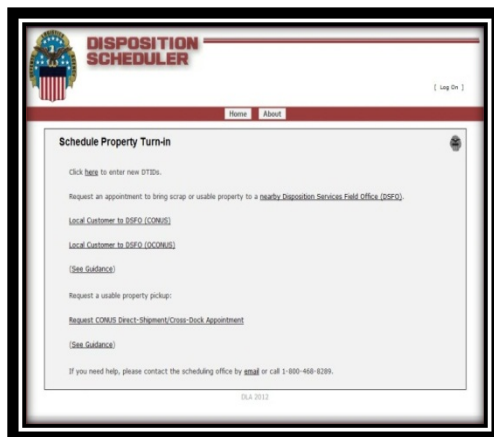 DISPOSITION
SCHEDULER
[ Log On ]
Home About
Schedule Property Turn-in
Click here to enter new DTIDs.
Request an appointment to bring scrap or usable property to a nearby Disposition Services Field Office (DSFO).
Local Customer to DSFO (CONUS)
Local Customer to DSFO (OCONUS)
(See Guidance)
Request a usable property pickup:
Request CONUS Direct-Shipment/Cross-Dock Appointment
(See Guidance)
If you need help, please contact the scheduling office by email or call 1-800-468-8289.
DLA 2012